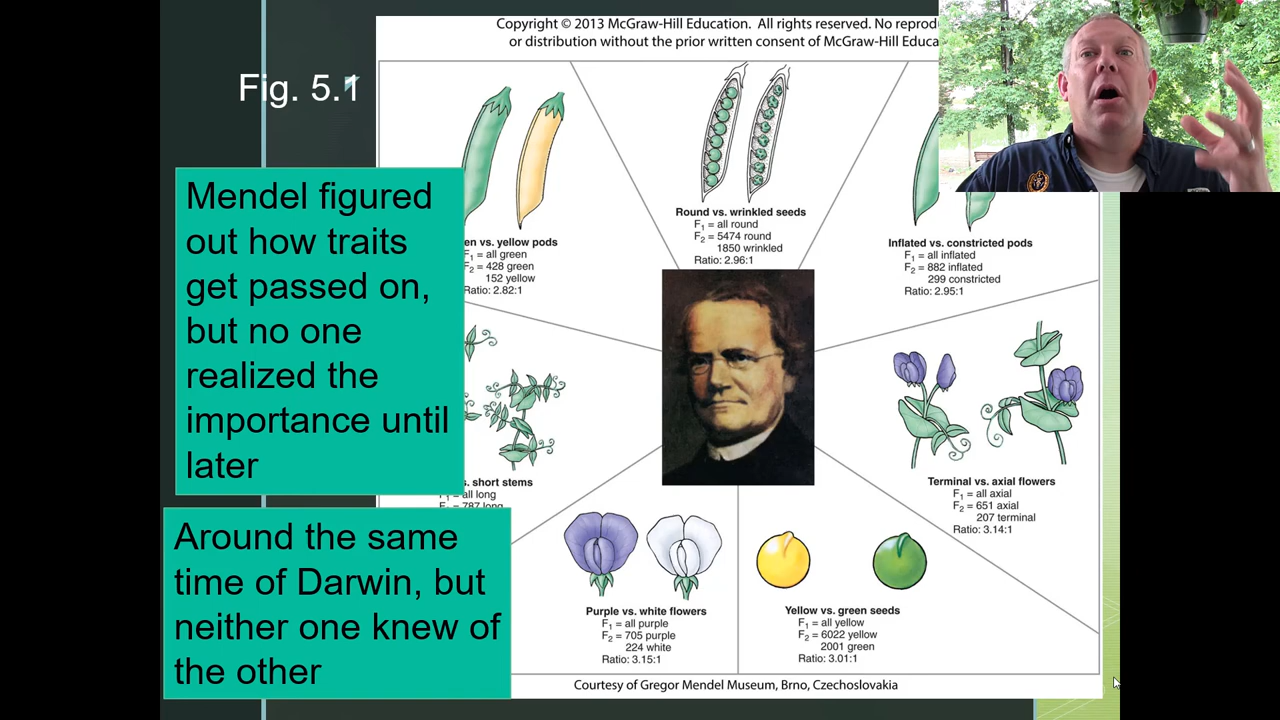 Copyright © 2013 McGraw-Hill Education. All rights reserved. No
or distribution without the prior written consent of McGraw-Hill
Fig. 5.1
Mendel figured
out how traits
get passed on,
but no one
realized the
importance until
later
Around the same
time of Darwin, but
neither one knew of
the other
vs. yellow pods
F₁ = all green
F₂ = 428 green
152 yellow
Ratio: 2.82:1
Round vs. wrinkled seeds
F₁ = all round
F₂ = 5474 round
1850 wrinkled
Ratio: 2.96:1
Inflated vs. constricted pods
F₁ = all inflated
F₂ = 882 inflated
299 constricted
Ratio: 2.95:1
short stems
F₁ = all long
F₂ = 787 long
Terminal vs. axial flowers
F₁ = all axial
F₂ = 651 axial
207 terminal
Ratio: 3.14:1
Purple vs. white flowers
F₁ = all purple
F₂ = 705 purple
224 white
Ratio: 3.15:1
Yellow vs. green seeds
F₁ = all yellow
F₂ = 6022 yellow
2001 green
Ratio: 3.01:1
Courtesy of Gregor Mendel Museum, Brno, Czechoslovakia